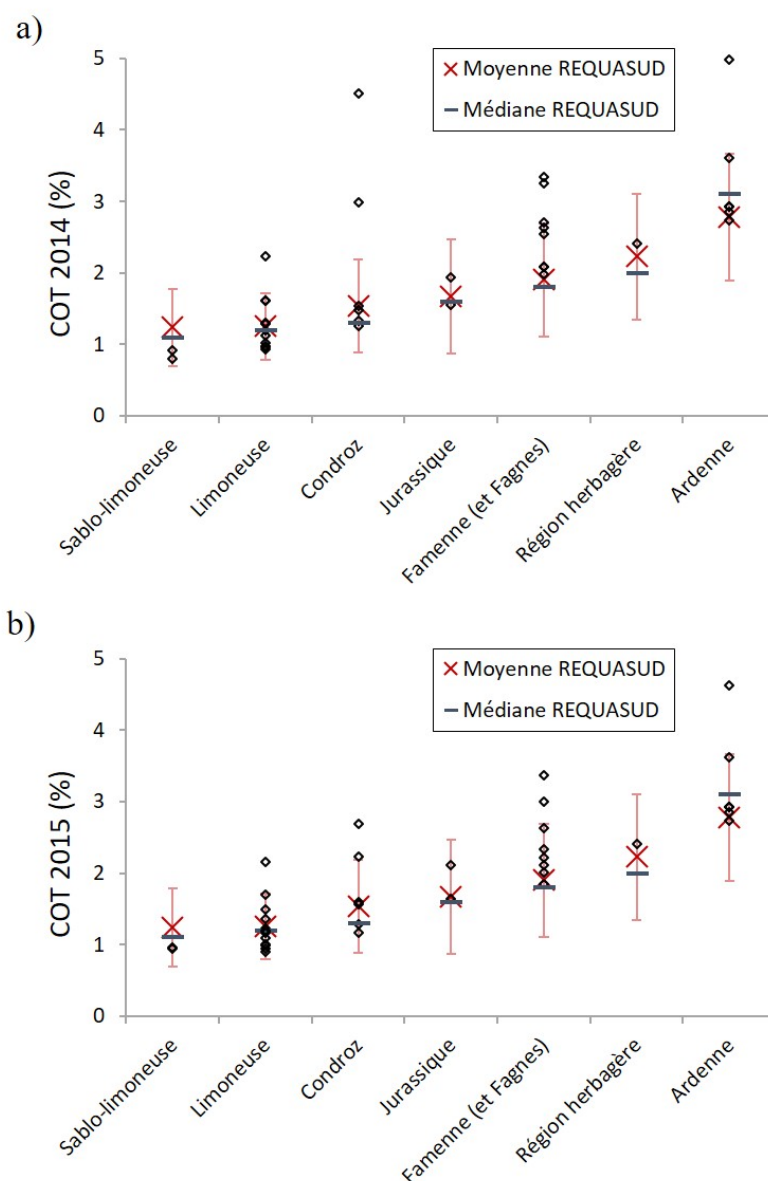 a)
COT 2014 (%)
5
4
3
2
1
0
Moyenne REQUASUD
Médiane REQUASUD
Sablo-limoneuse
Limoneuse
Condroz
Jurassique
Famenne (et Fagnes)
Région herbagère
Ardenne
b)
COT 2015 (%)
5
4
3
2
1
0
Moyenne REQUASUD
Médiane REQUASUD
Sablo-limoneuse
Limoneuse
Condroz
Jurassique
Famenne (et Fagnes)
Région herbagère
Ardenne